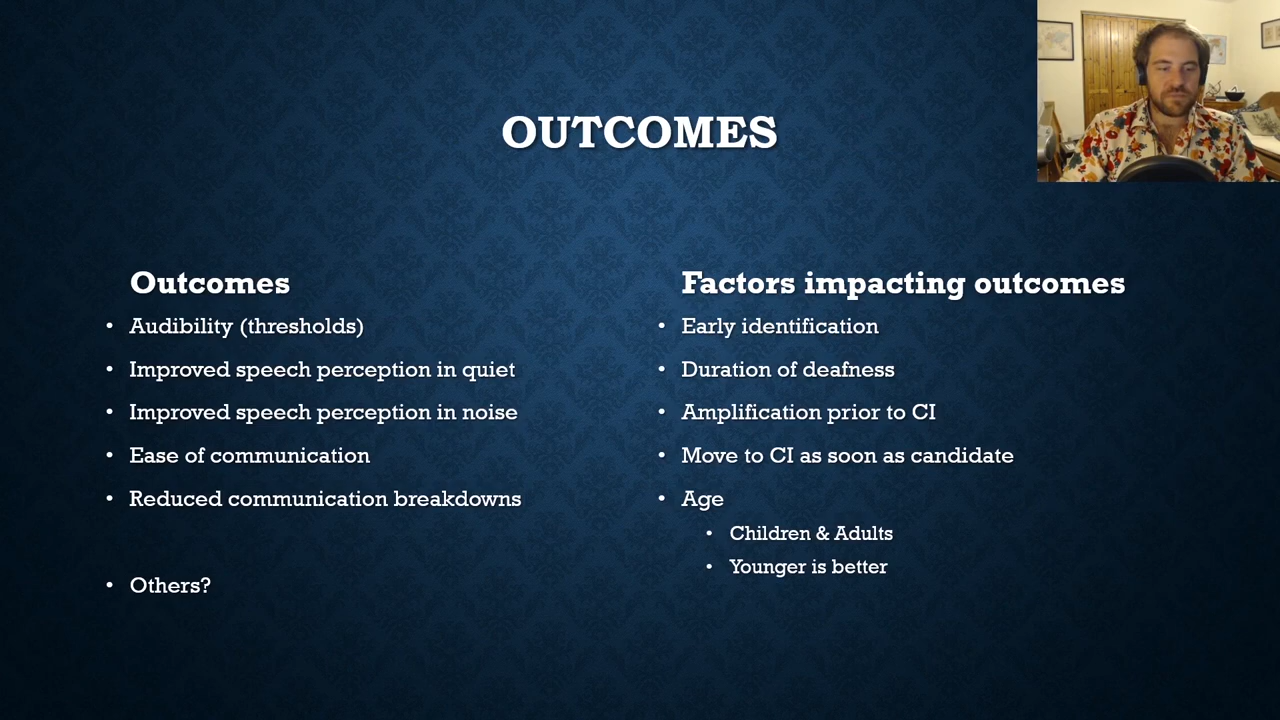 OUTCOMES
Outcomes
• Audibility (thresholds)
• Improved speech perception in quiet
• Improved speech perception in noise
• Ease of communication
• Reduced communication breakdowns
• Others?
Factors impacting outcomes
• Early identification
• Duration of deafness
• Amplification prior to CI
• Move to CI as soon as candidate
• Age
• Children & Adults
• Younger is better